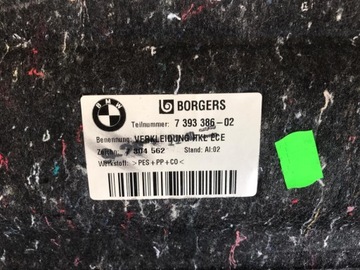 BMW
BORGERS
Teilnummer: 7 393 386-02
Benennung: VERKLEIDUNG HKL ECE
Zeichn. 7 304 562 Stand: AI:02
Werkstoff: >PES+PP+CO<